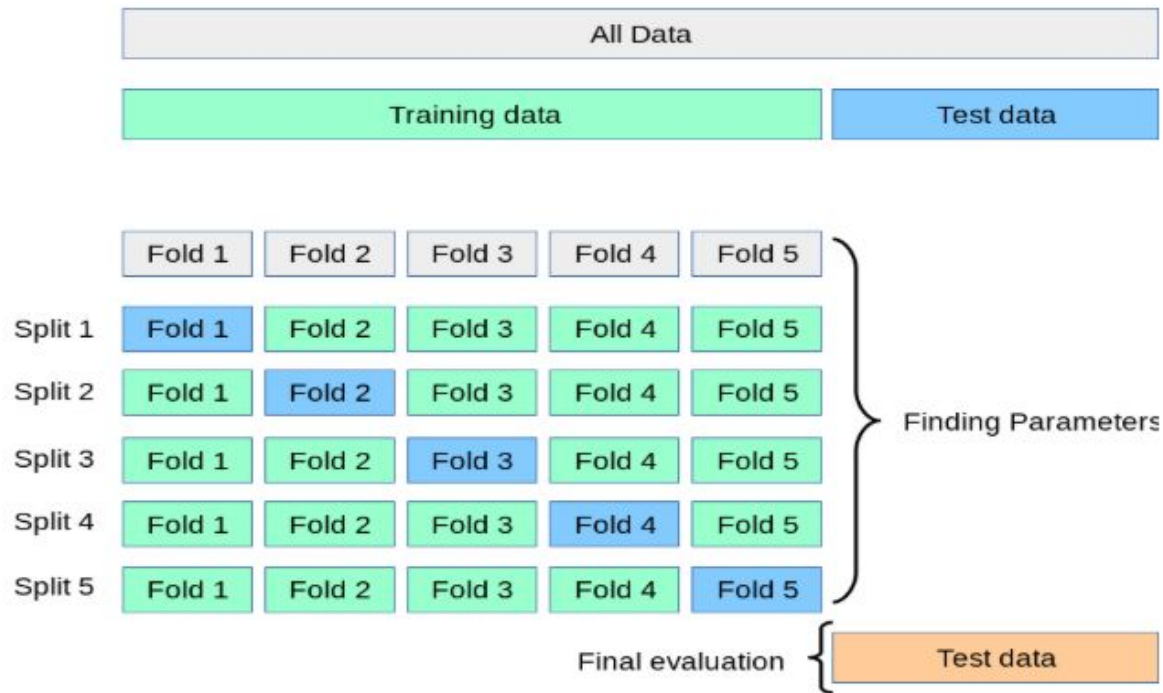 All Data
Training data Test data
Fold 1 Fold 2 Fold 3 Fold 4 Fold 5
Split 1 Fold 1 Fold 2 Fold 3 Fold 4 Fold 5
Split 2 Fold 1 Fold 2 Fold 3 Fold 4 Fold 5
Finding Parameters
Split 3 Fold 1 Fold 2 Fold 3 Fold 4 Fold 5
Split 4 Fold 1 Fold 2 Fold 3 Fold 4 Fold 5
Split 5 Fold 1 Fold 2 Fold 3 Fold 4 Fold 5
Final evaluation Test data